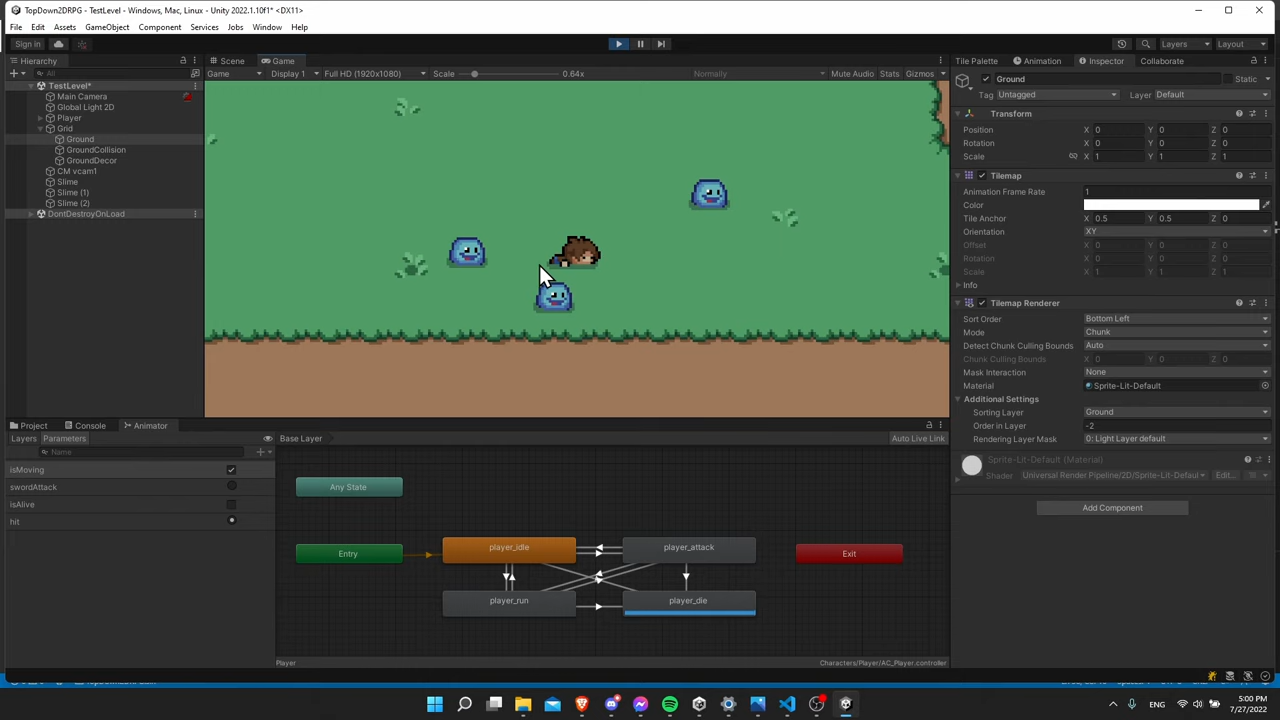 TopDown2DRPG - TestLevel - Windows, Mac, Linux - Unity 2022.1.10f1* <DX11>
File Edit Assets GameObject Component Services Jobs Window Help
Sign in Layers Layout
Hierarchy Scene Game Tile Palette Animation Inspector Collaborate
All Game Display 1 Full HD (1920x1080) Scale 0.64x Normally Mute Audio Stats Gizmos
Ground Static
TestLevel*
Tag Untagged Layer Default
Main Camera
Global Light 2D
Player
Grid
Ground
GroundCollision
GroundDecor
CM vcam1
Slime
Slime (1)
Slime (2)
DontDestroyOnLoad
Transform
Position X 0 Y 0 Z 0
Rotation X 0 Y 0 Z 0
Scale X 1 Y 1 Z 1
Tilemap
Animation Frame Rate 1
Color
Tile Anchor X 0.5 Y 0.5 Z 0
Orientation XY
Offset X 0 Y 0 Z 0
Rotation X 0 Y 0 Z 0
Scale X 1 Y 1 Z 1
Info
Tilemap Renderer
Sort Order Bottom Left
Mode Chunk
Detect Chunk Culling Bounds Auto
Chunk Culling Bounds X 0 Y 0 Z 0
Mask Interaction None
Material Sprite-Lit-Default
Additional Settings
Sorting Layer Ground
Order in Layer -2
Rendering Layer Mask 0: Light Layer default
Sprite-Lit-Default (Material)
Shader Universal Render Pipeline/2D/Sprite-Lit-Defaul Edit...
Add Component
Project Console Animator
Layers Parameters Base Layer Auto Live Link
Name
isMoving
swordAttack
isAlive
hit
Any State
Entry player_idle player_attack Exit
player_run player_die
Player Characters/Player/AC_Player.controller
ENG 5:00 PM
7/27/2022